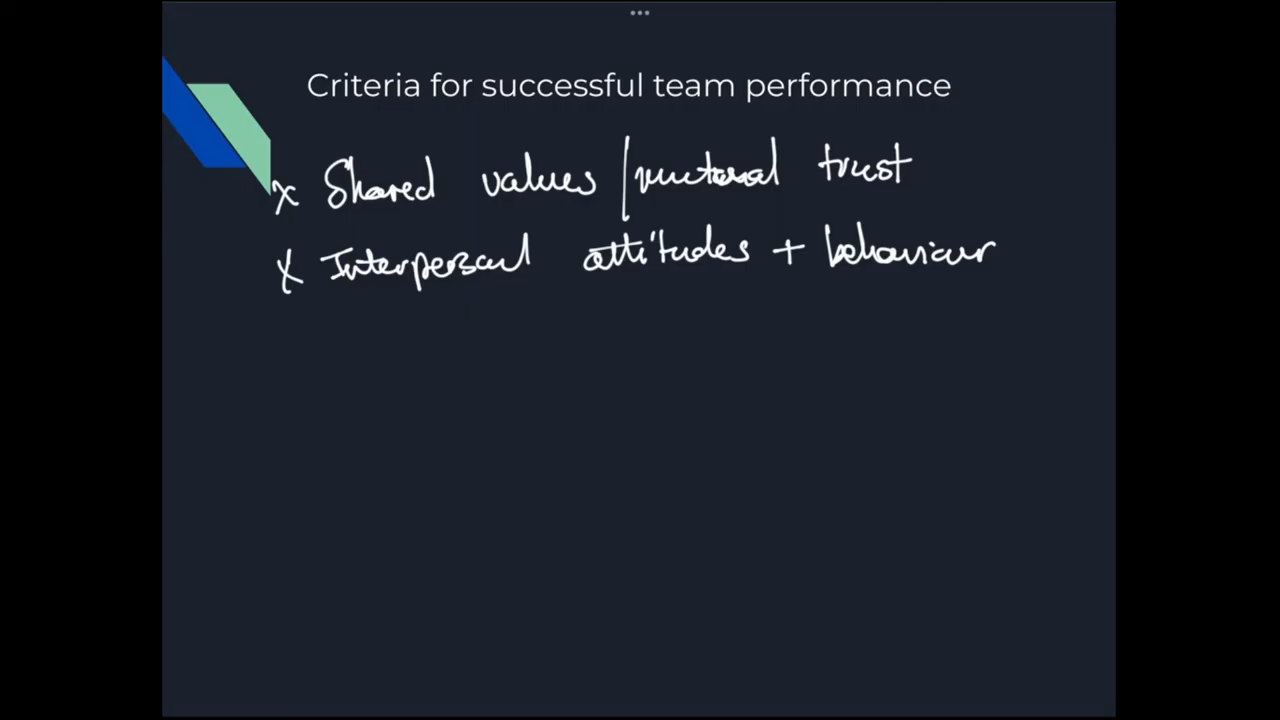 Criteria for successful team performance
x Shared values / mutual trust
x Interpersonal attitudes + behaviour